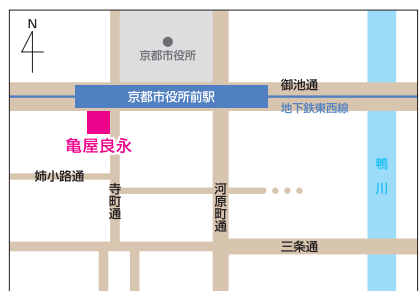 N
京都市役所
御池通
京都市役所前駅
地下鉄東西線
亀屋良永
姉小路通
寺町通
河原町通
鴨川
三条通